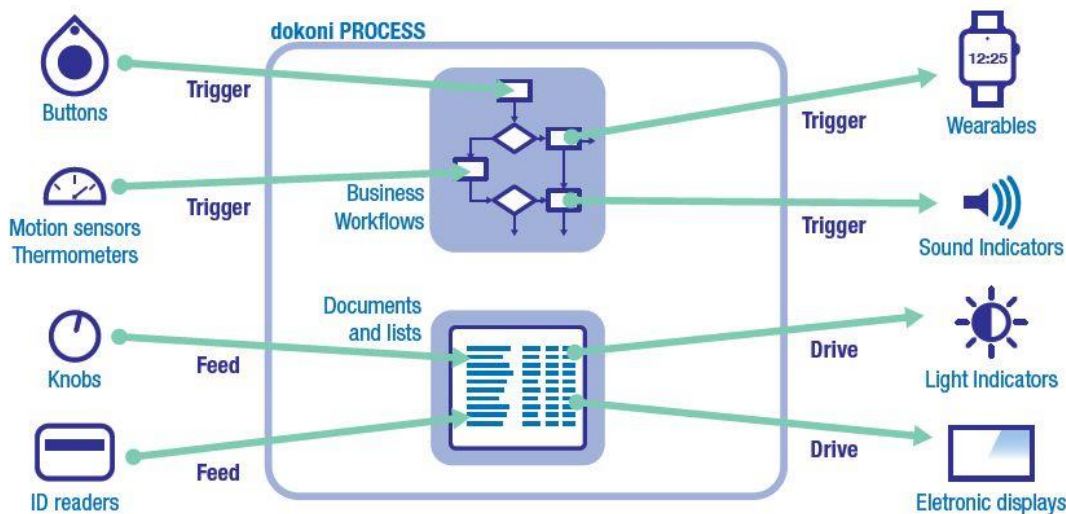 dokoni PROCESS
Buttons
Trigger
Motion sensors
Thermometers
Trigger
Knobs
Feed
ID readers
Feed
Business
Workflows
Documents
and lists
Trigger
12:25
Wearables
Trigger
Sound Indicators
Drive
Light Indicators
Drive
Eletronic displays